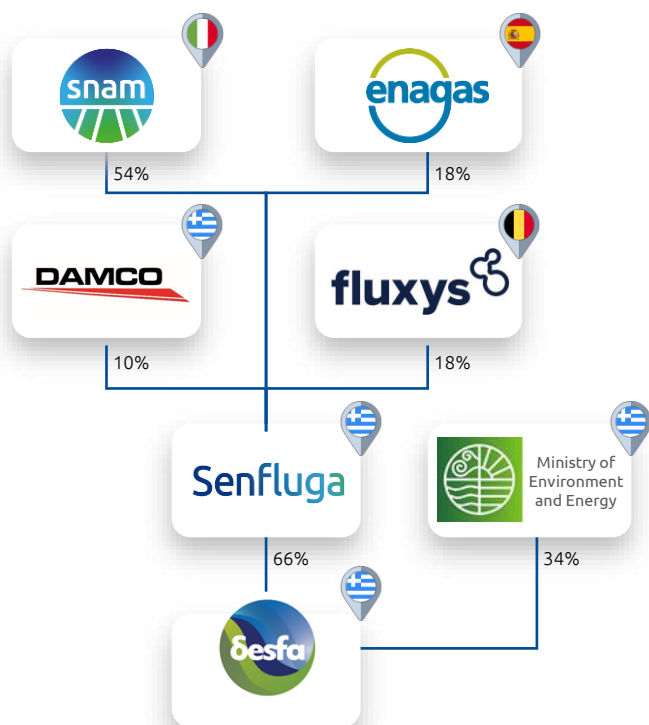 snam
enagas
54%
18%
DAMCO
fluxys
10%
18%
Senfluga
Ministry of
Environment
and Energy
66%
34%
δesfa